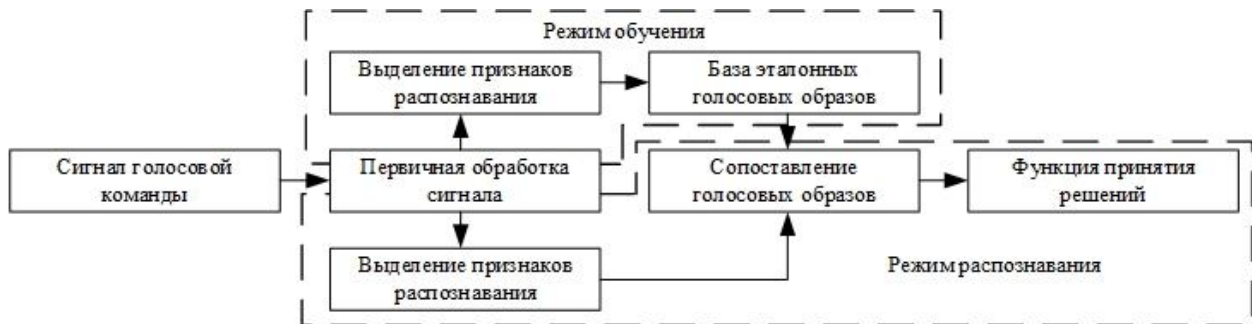 Режим обучения
Выделение признаков
распознавания
База эталонных
голосовых образов
Сигнал голосовой
команды
Первичная обработка
сигнала
Сопоставление
голосовых образов
Функция принятия
решений
Выделение признаков
распознавания
Режим распознавания